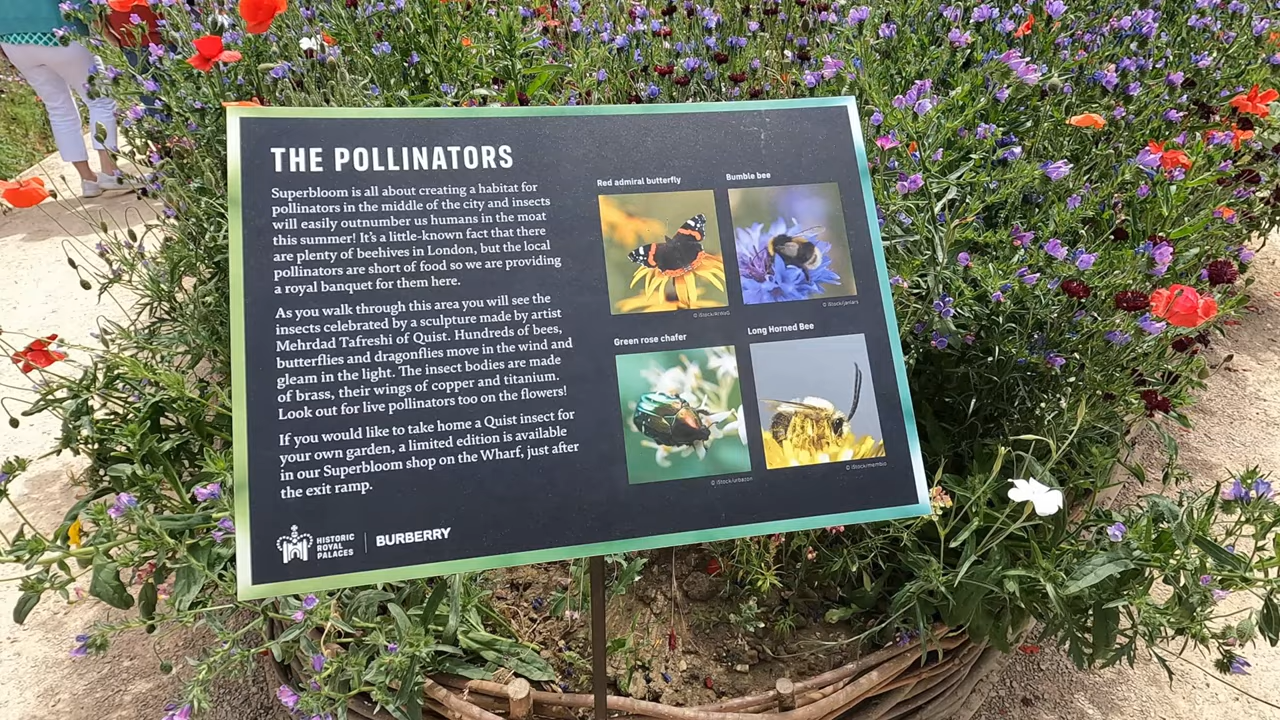 THE POLLINATORS
Superbloom is all about creating a habitat for
pollinators in the middle of the city and insects
will easily outnumber us humans in the moat
this summer! It's a little-known fact that there
are plenty of beehives in London, but the local
pollinators are short of food so we are providing
a royal banquet for them here.
As you walk through this area you will see the
insects celebrated by a sculpture made by artist
Mehrdad Tafreshi of Quist. Hundreds of bees,
butterflies and dragonflies move in the wind and
gleam in the light. The insect bodies are made
of brass, their wings of copper and titanium.
Look out for live pollinators too on the flowers!
If you would like to take home a Quist insect for
your own garden, a limited edition is available
in our Superbloom shop on the Wharf, just after
the exit ramp.
HISTORIC
ROYAL
PALACES
BURBERRY
Red admiral butterfly
Bumble bee
Green rose chafer
© iStock/urbazon
Long Horned Bee